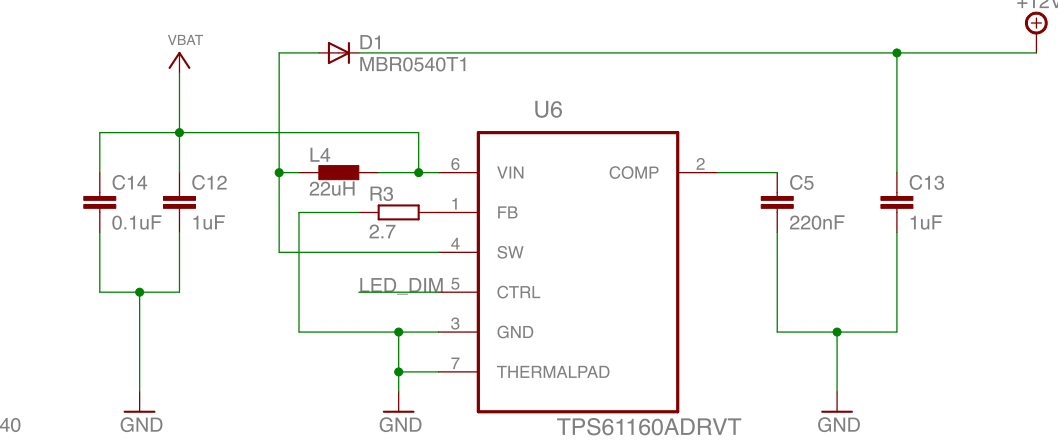 +12V
VBAT
D1
MBR0540T1
U6
L4
22uH
6
VIN
COMP
2
C14
0.1uF
C12
1uF
R3
2.7
1
FB
C5
220nF
C13
1uF
4
SW
LED_DIM
5
CTRL
3
GND
7
THERMALPAD
40
GND
GND
TPS61160ADRVT
GND